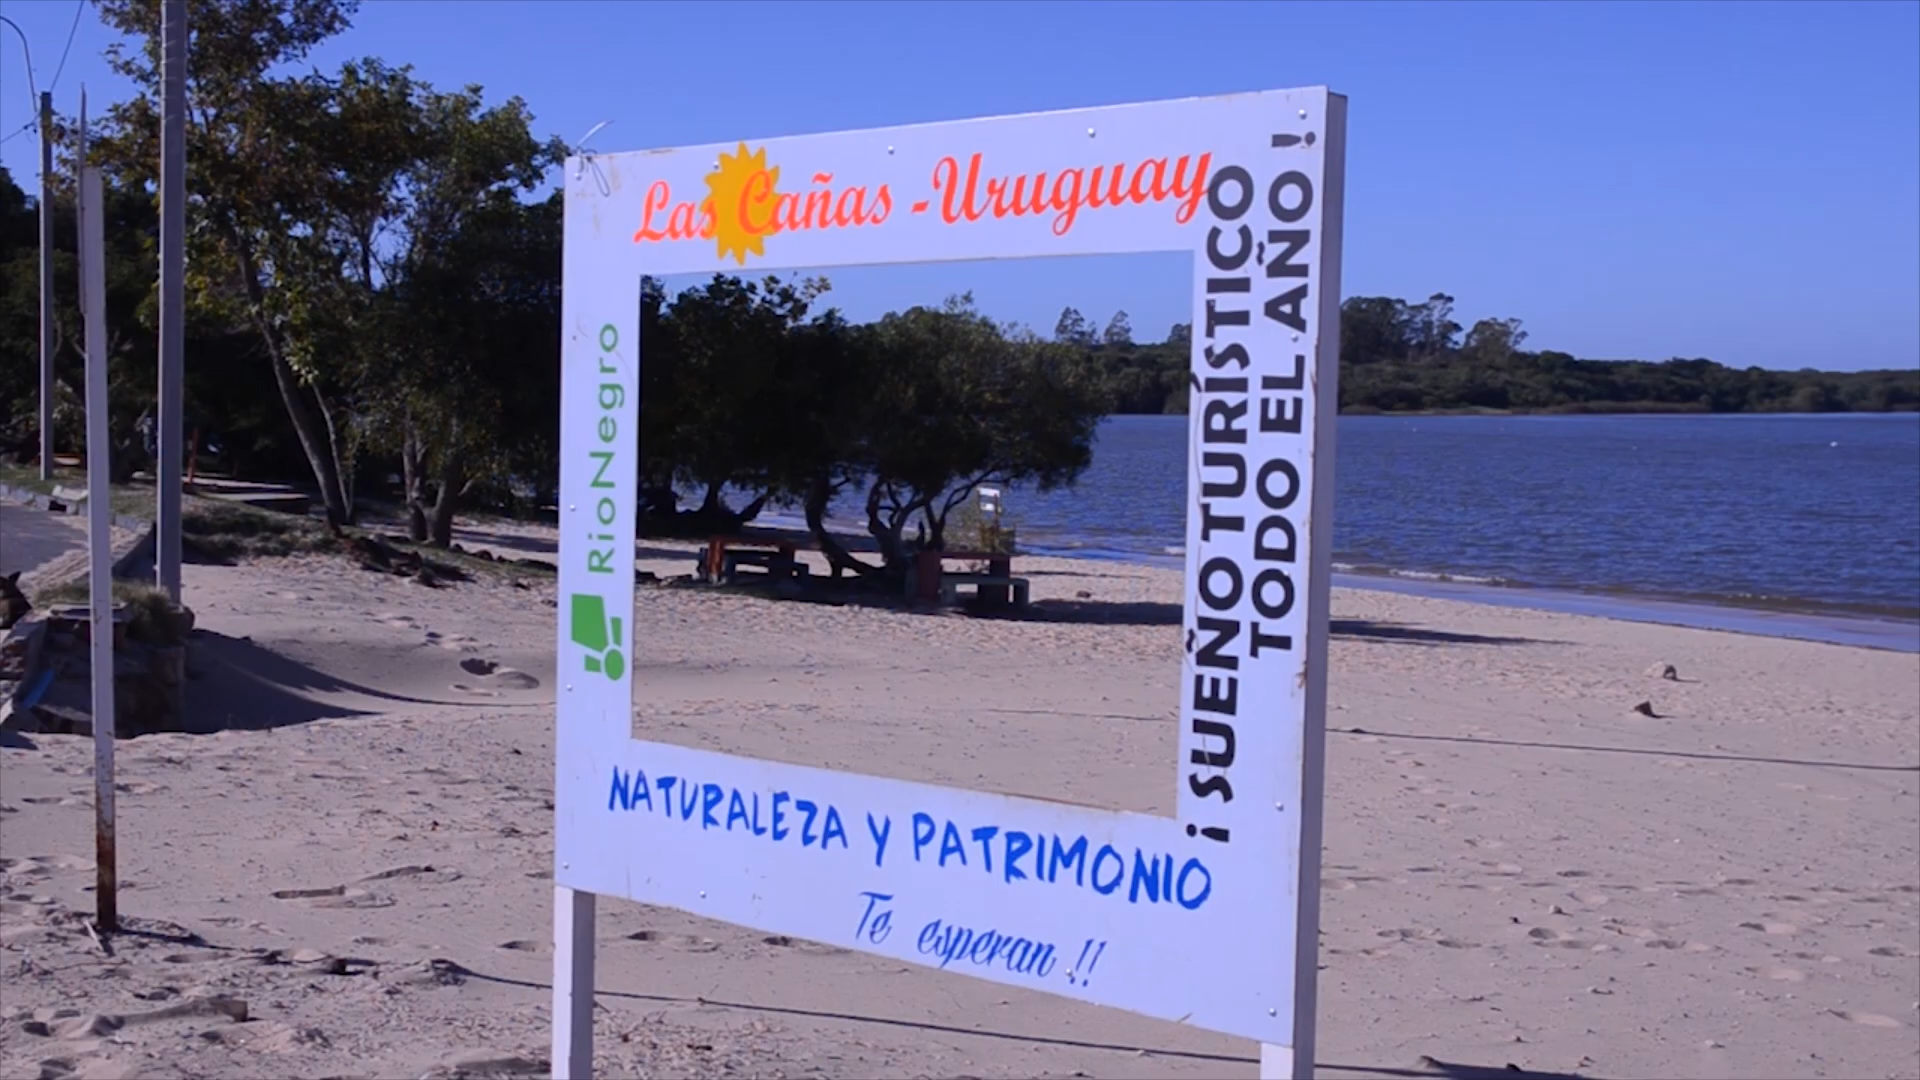 Las Cañas - Uruguay
RioNegro
¡SUEÑO TURÍSTICO
TODO EL AÑO!
NATURALEZA Y PATRIMONIO
Te esperan !!